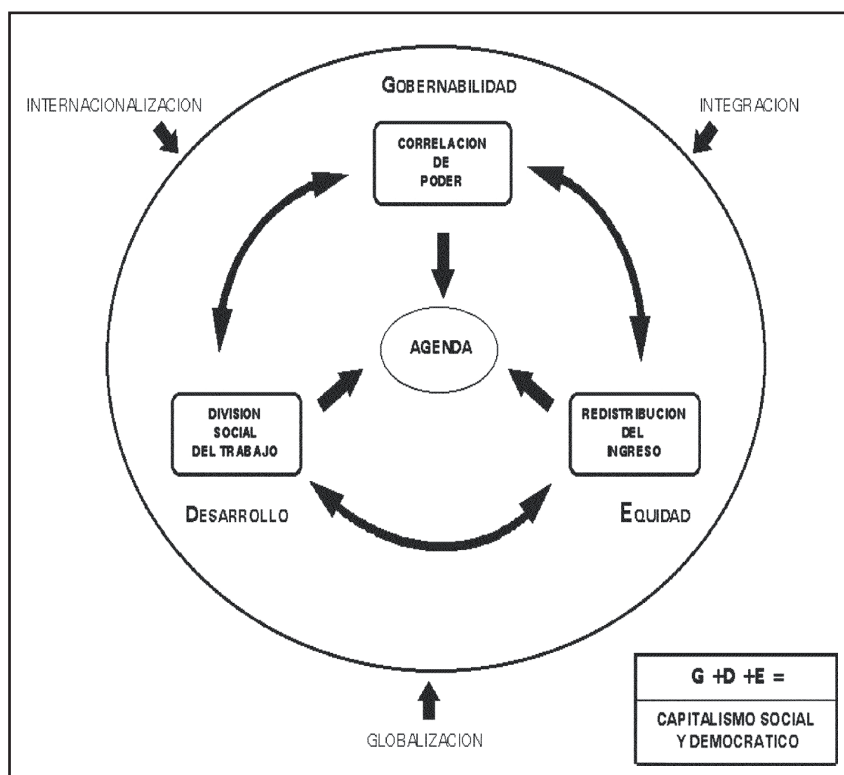 GOBERNABILIDAD
INTERNACIONALIZACION
INTEGRACION
CORRELACION
DE
PODER
AGENDA
DIVISION
SOCIAL
DEL TRABAJO
REDISTRIBUCION
DEL
INGRESO
DESARROLLO
EQUIDAD
G +D +E =
CAPITALISMO SOCIAL
Y DEMOCRATICO
GLOBALIZACION